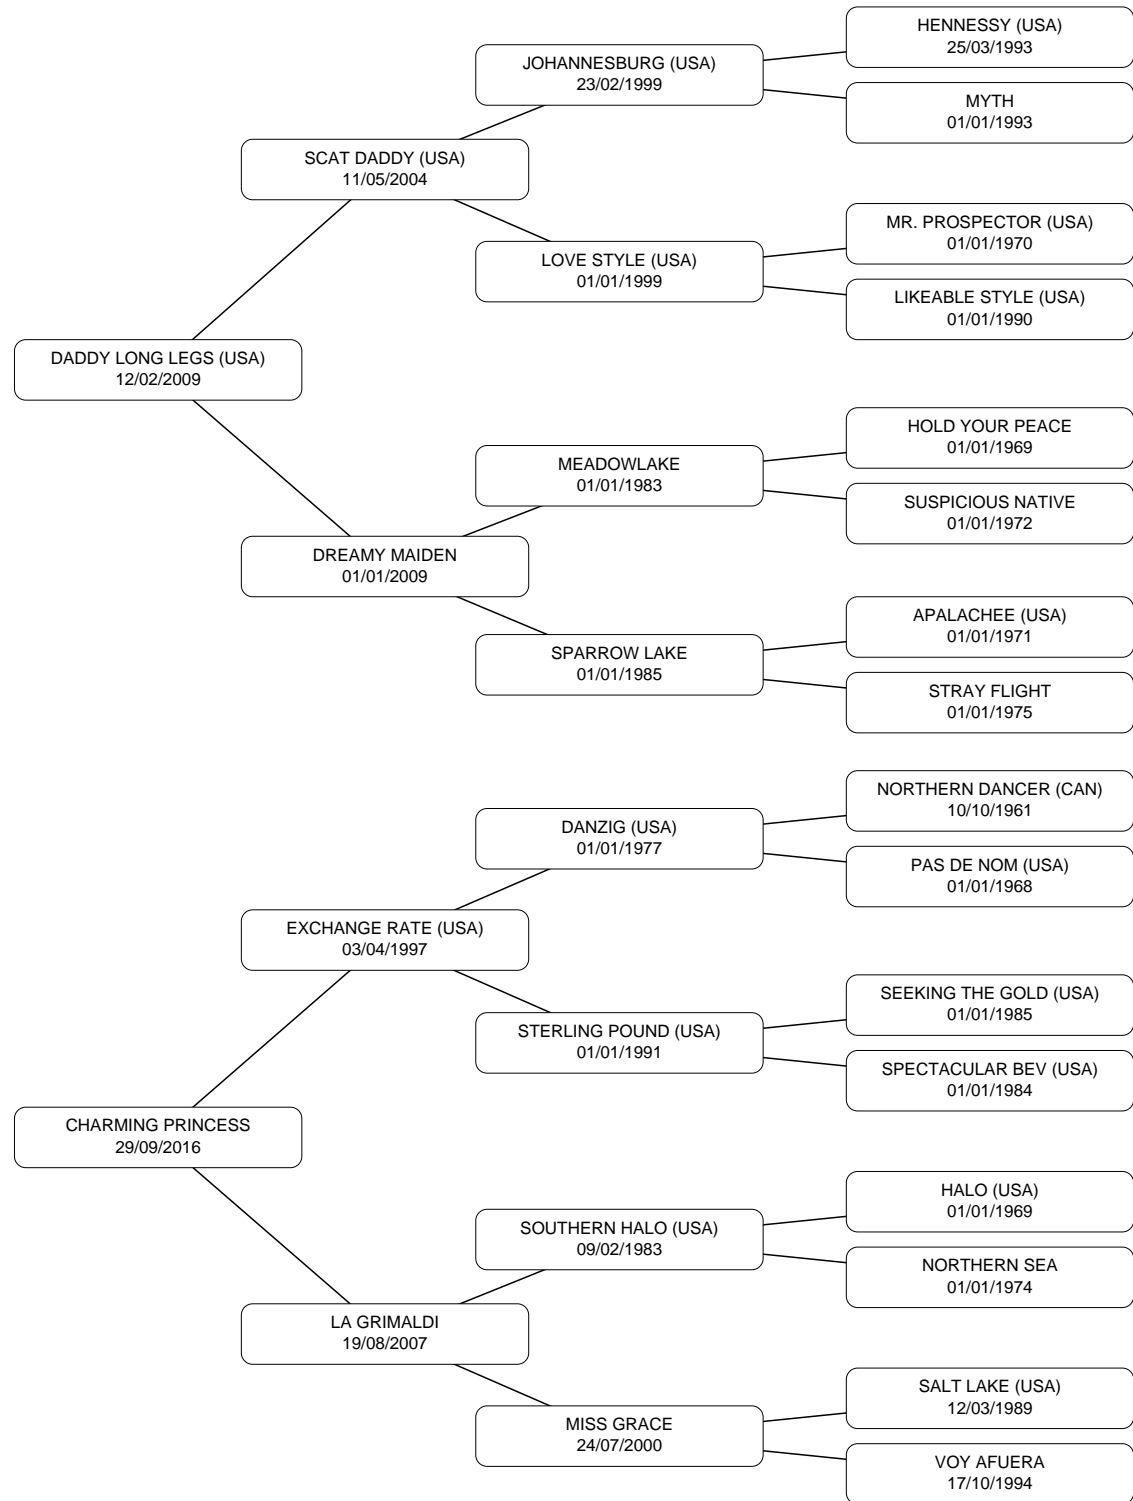 HENNESSY (USA)
25/03/1993
JOHANNESBURG (USA)
23/02/1999
MYTH
01/01/1993
SCAT DADDY (USA)
11/05/2004
MR. PROSPECTOR (USA)
01/01/1970
LOVE STYLE (USA)
01/01/1999
LIKEABLE STYLE (USA)
01/01/1990
DADDY LONG LEGS (USA)
12/02/2009
HOLD YOUR PEACE
01/01/1969
MEADOWLAKE
01/01/1983
SUSPICIOUS NATIVE
01/01/1972
DREAMY MAIDEN
01/01/2009
APALACHEE (USA)
01/01/1971
SPARROW LAKE
01/01/1985
STRAY FLIGHT
01/01/1975
NORTHERN DANCER (CAN)
10/10/1961
DANZIG (USA)
01/01/1977
PAS DE NOM (USA)
01/01/1968
EXCHANGE RATE (USA)
03/04/1997
SEEKING THE GOLD (USA)
01/01/1985
STERLING POUND (USA)
01/01/1991
SPECTACULAR BEV (USA)
01/01/1984
CHARMING PRINCESS
29/09/2016
HALO (USA)
01/01/1969
SOUTHERN HALO (USA)
09/02/1983
NORTHERN SEA
01/01/1974
LA GRIMALDI
19/08/2007
SALT LAKE (USA)
12/03/1989
MISS GRACE
24/07/2000
VOY AFUERA
17/10/1994